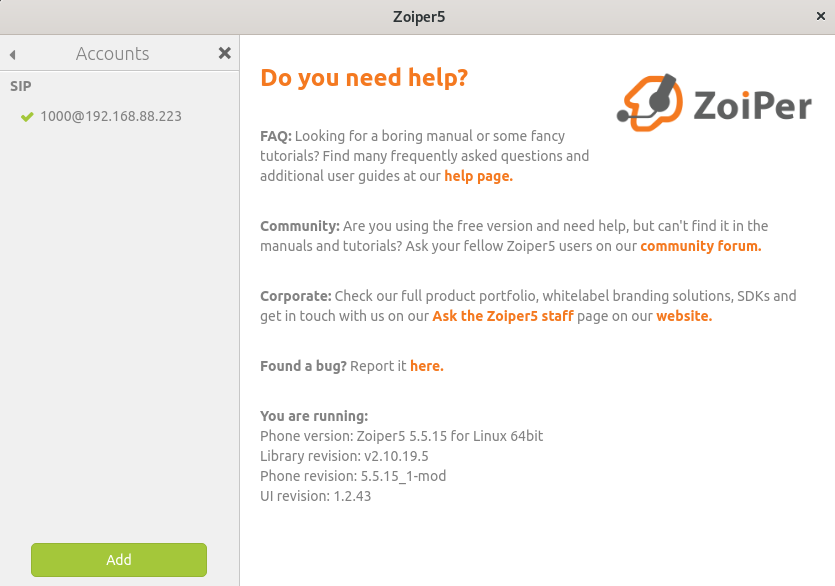 Zoiper5
Accounts
SIP
1000@192.168.88.223
Add
Do you need help?
ZoiPer
FAQ: Looking for a boring manual or some fancy
tutorials? Find many frequently asked questions and
additional user guides at our help page.
Community: Are you using the free version and need help, but can't find it in the
manuals and tutorials? Ask your fellow Zoiper5 users on our community forum.
Corporate: Check our full product portfolio, whitelabel branding solutions, SDKs and
get in touch with us on our Ask the Zoiper5 staff page on our website.
Found a bug? Report it here.
You are running:
Phone version: Zoiper5 5.5.15 for Linux 64bit
Library revision: v2.10.19.5
Phone revision: 5.5.15_1-mod
UI revision: 1.2.43